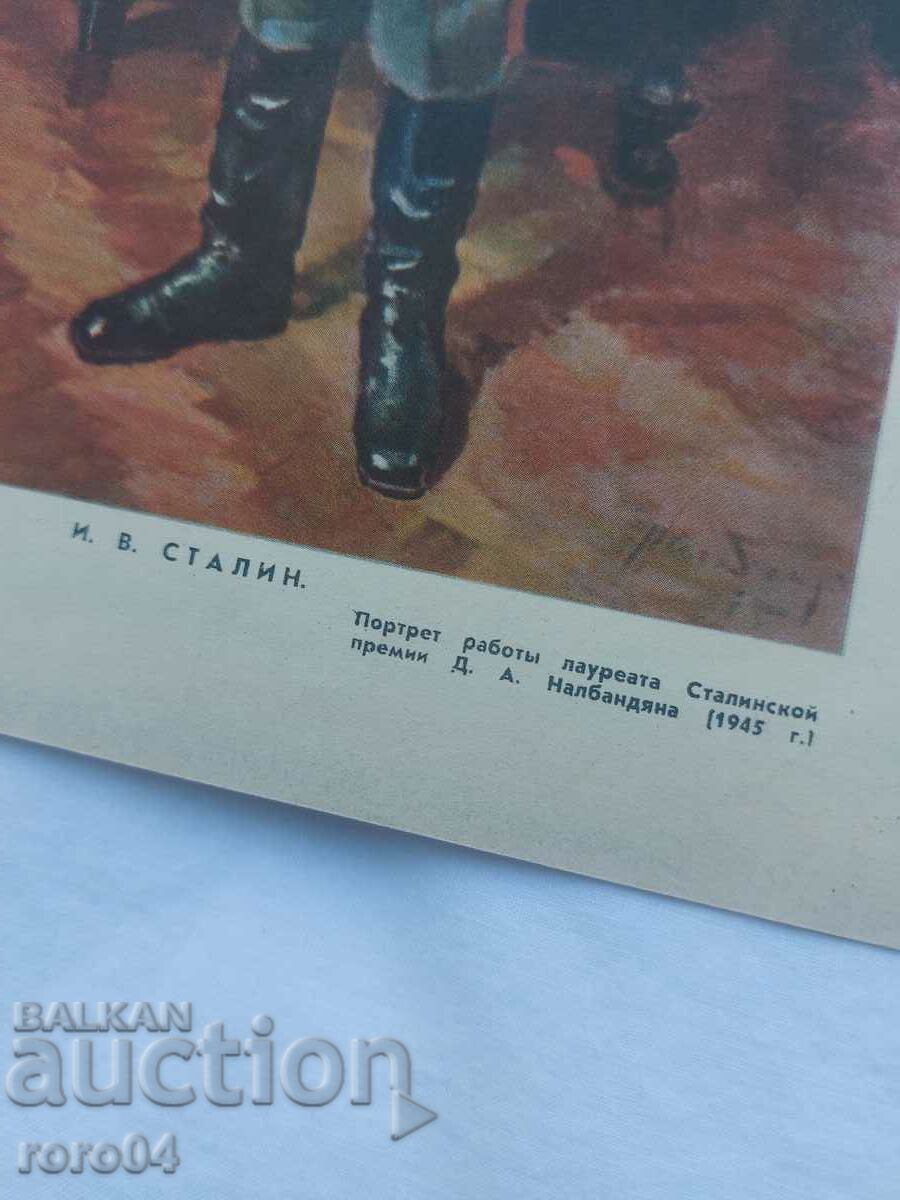 И. В. СТАЛИН.
Портрет работы лауреата Сталинской
премии Д. А. Налбандяна (1945 г.)
BALKAN
auction
roro04